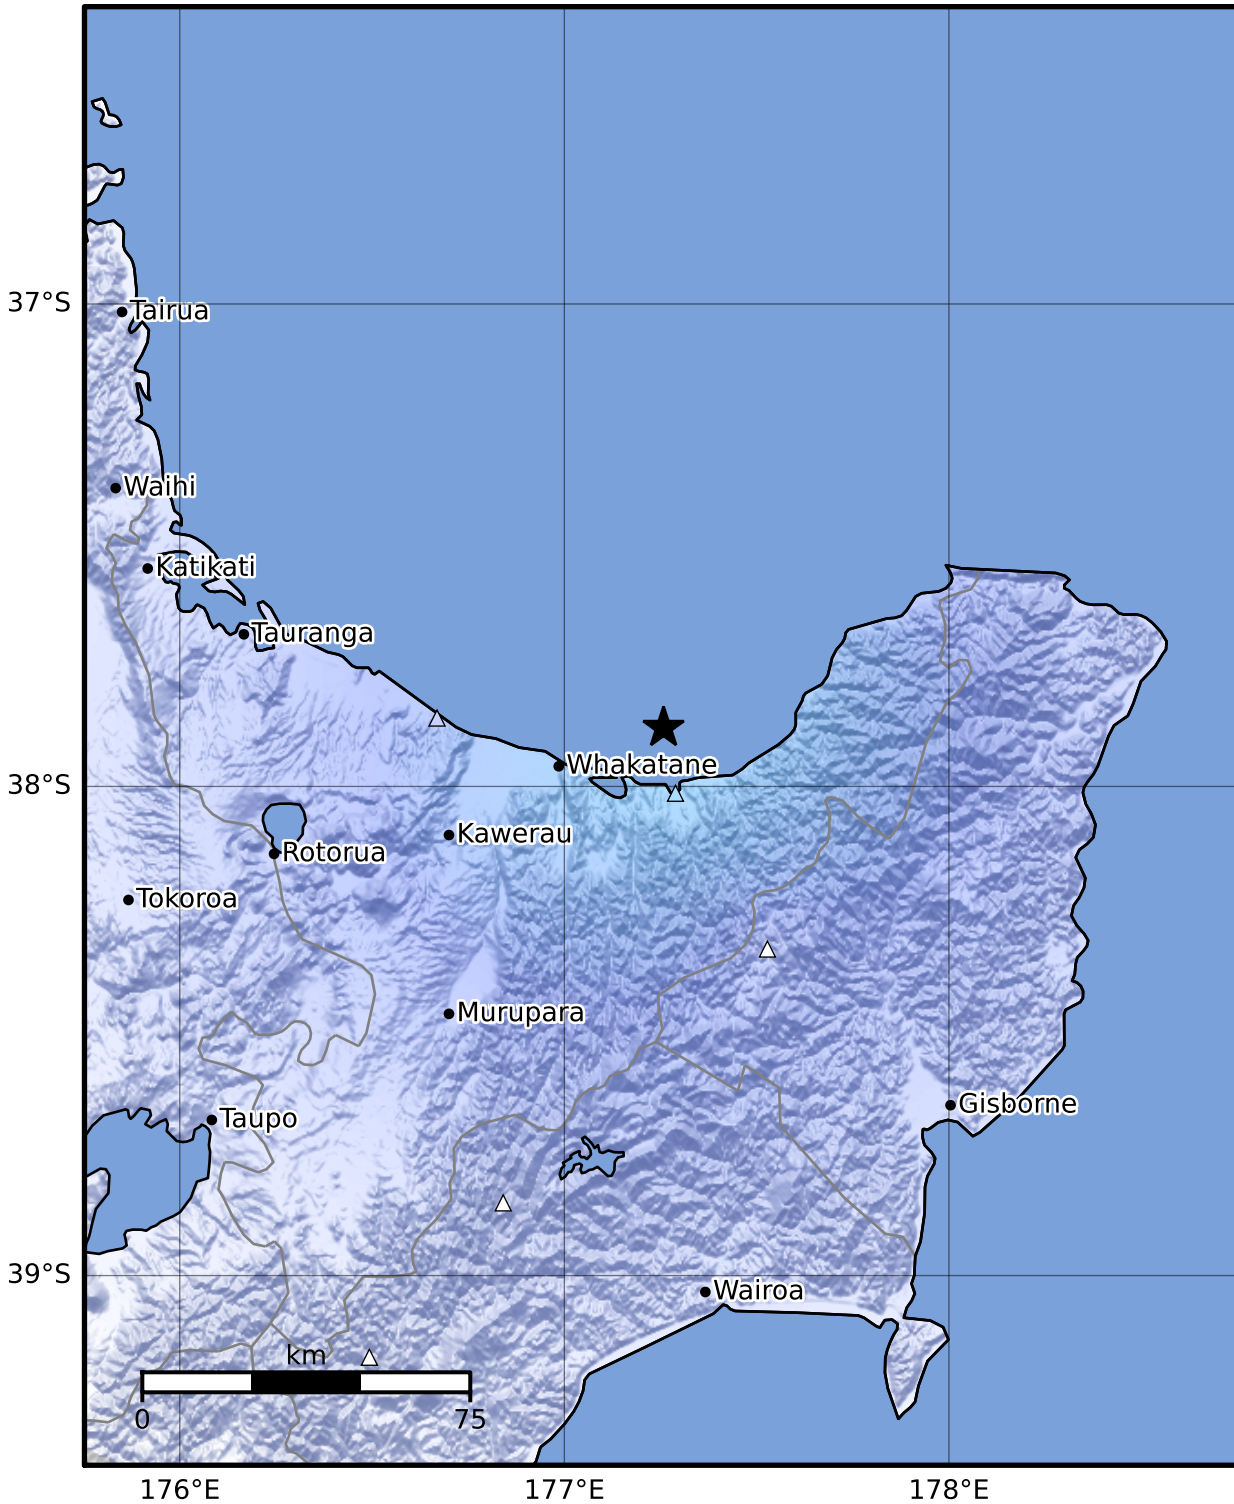 37°S
Tairua
Waihi
Katikati
Tauranga
Whakatane
38°S
Kawerau
Rotorua
Tokoroa
Murupara
Gisborne
Taupo
39°S
Wairoa
km
0
75
176°E
177°E
178°E